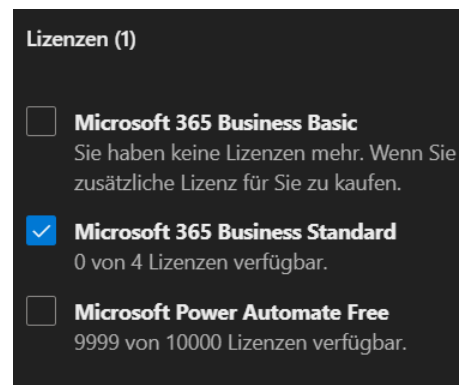 Lizenzen (1)
Microsoft 365 Business Basic
Sie haben keine Lizenzen mehr. Wenn Sie
zusätzliche Lizenz für Sie zu kaufen.
Microsoft 365 Business Standard
0 von 4 Lizenzen verfügbar.
Microsoft Power Automate Free
9999 von 10000 Lizenzen verfügbar.